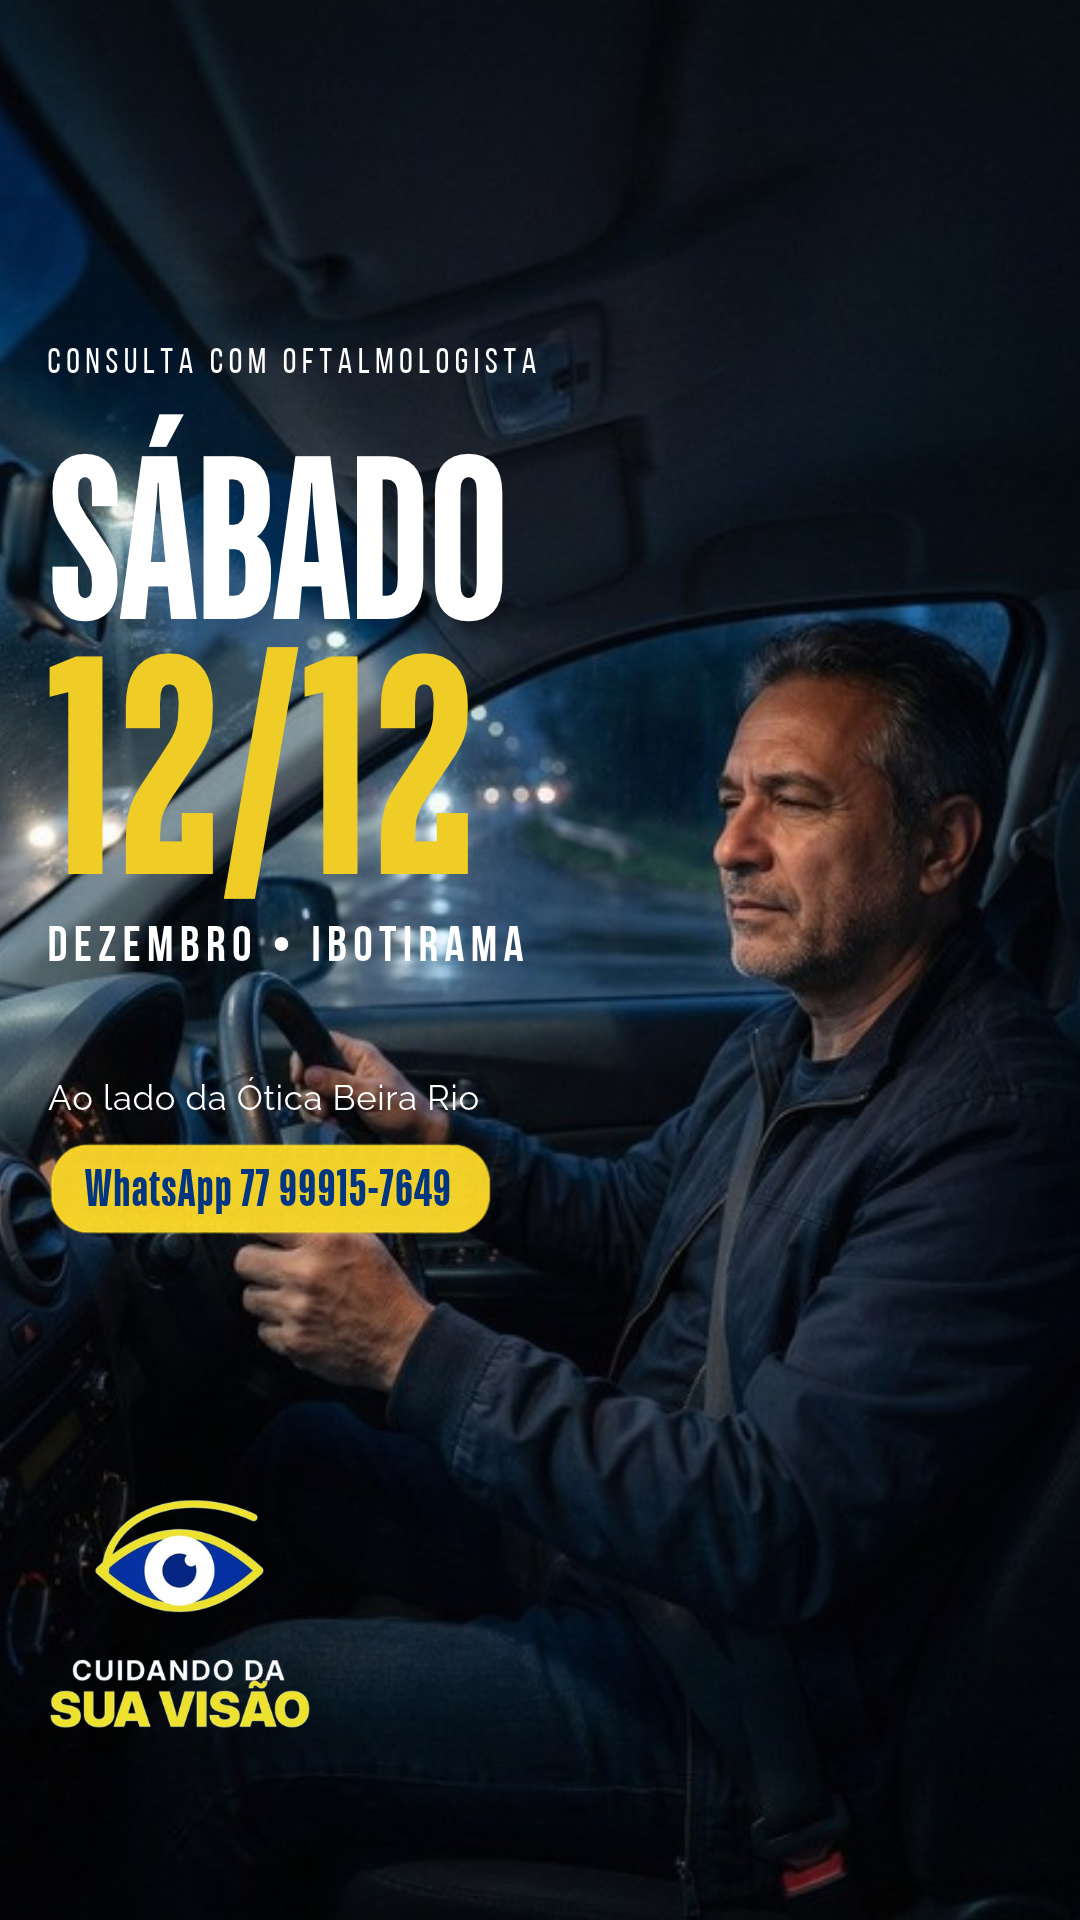 CONSULTA COM OFTALMOLOGISTA
SÁBADO
12/12
DEZEMBRO • IBOTIRAMA
Ao lado da Ótica Beira Rio
WhatsApp 77 99915-7649
CUIDANDO DA
SUA VISÃO